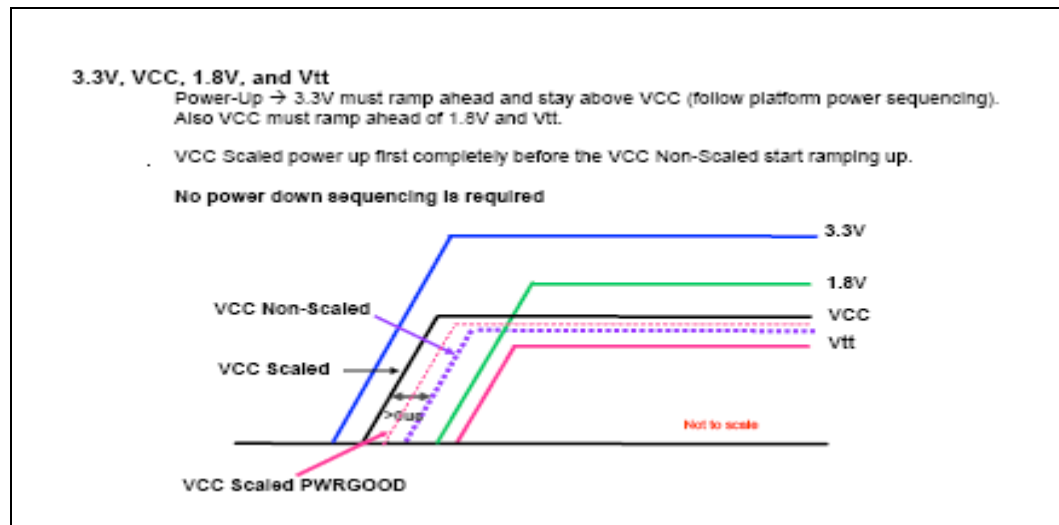 3.3V, VCC, 1.8V, and Vtt
Power-Up → 3.3V must ramp ahead and stay above VCC (follow platform power sequencing).
Also VCC must ramp ahead of 1.8V and Vtt.
VCC Scaled power up first completely before the VCC Non-Scaled start ramping up.
No power down sequencing is required
3.3V
1.8V
VCC Non-Scaled
VCC
Vtt
VCC Scaled
Not to scale
VCC Scaled PWRGOOD